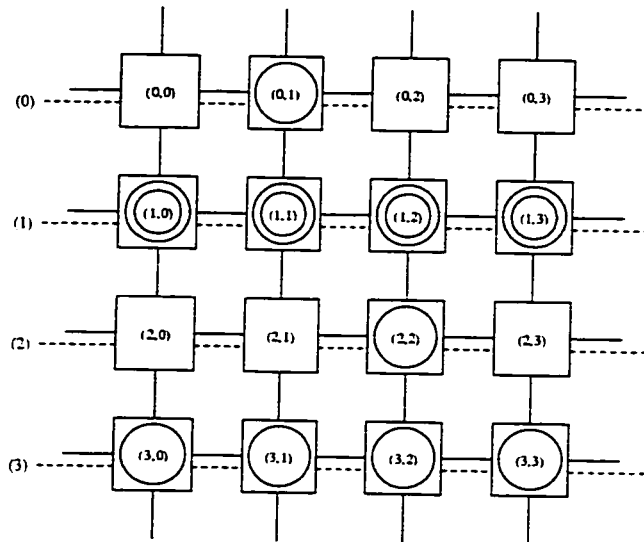 (0) (0,0) (0,1) (0,2) (0,3)
(1) (1,0) (1,1) (1,2) (1,3)
(2) (2,0) (2,1) (2,2) (2,3)
(3) (3,0) (3,1) (3,2) (3,3)